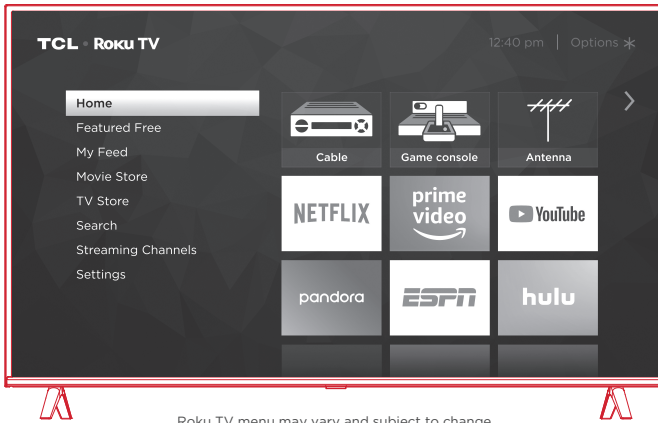 TCL • Roku TV
12:40 pm | Options
Home
Featured Free
My Feed
Movie Store
TV Store
Search
Streaming Channels
Settings
Cable
Game console
Antenna
NETFLIX
prime
video
YouTube
pandora
ESPN
hulu
Roku TV menu may vary and subject to change